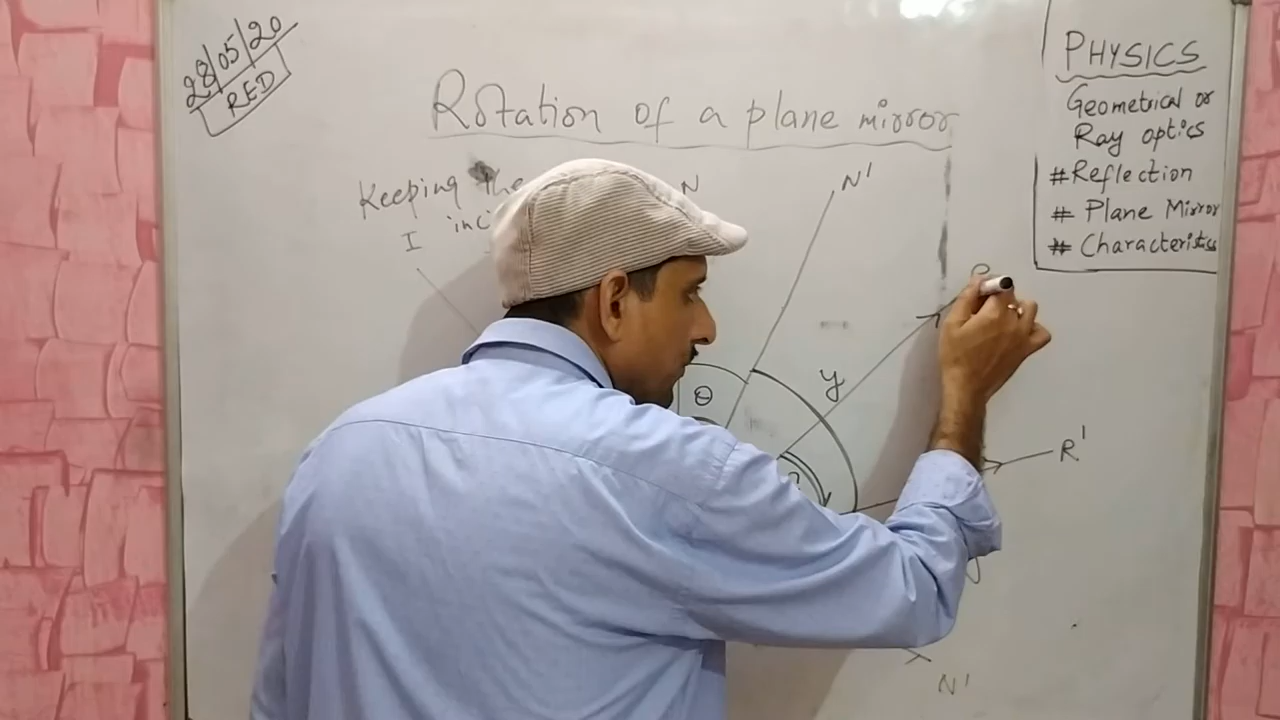 28/05/20
RED
Rotation of a plane mirror
PHYSICS
Geometrical or
Ray optics
#Reflection
# Plane Mirror
# Characteristics
Keeping the
I
N
N'
θ
y
R'
N'